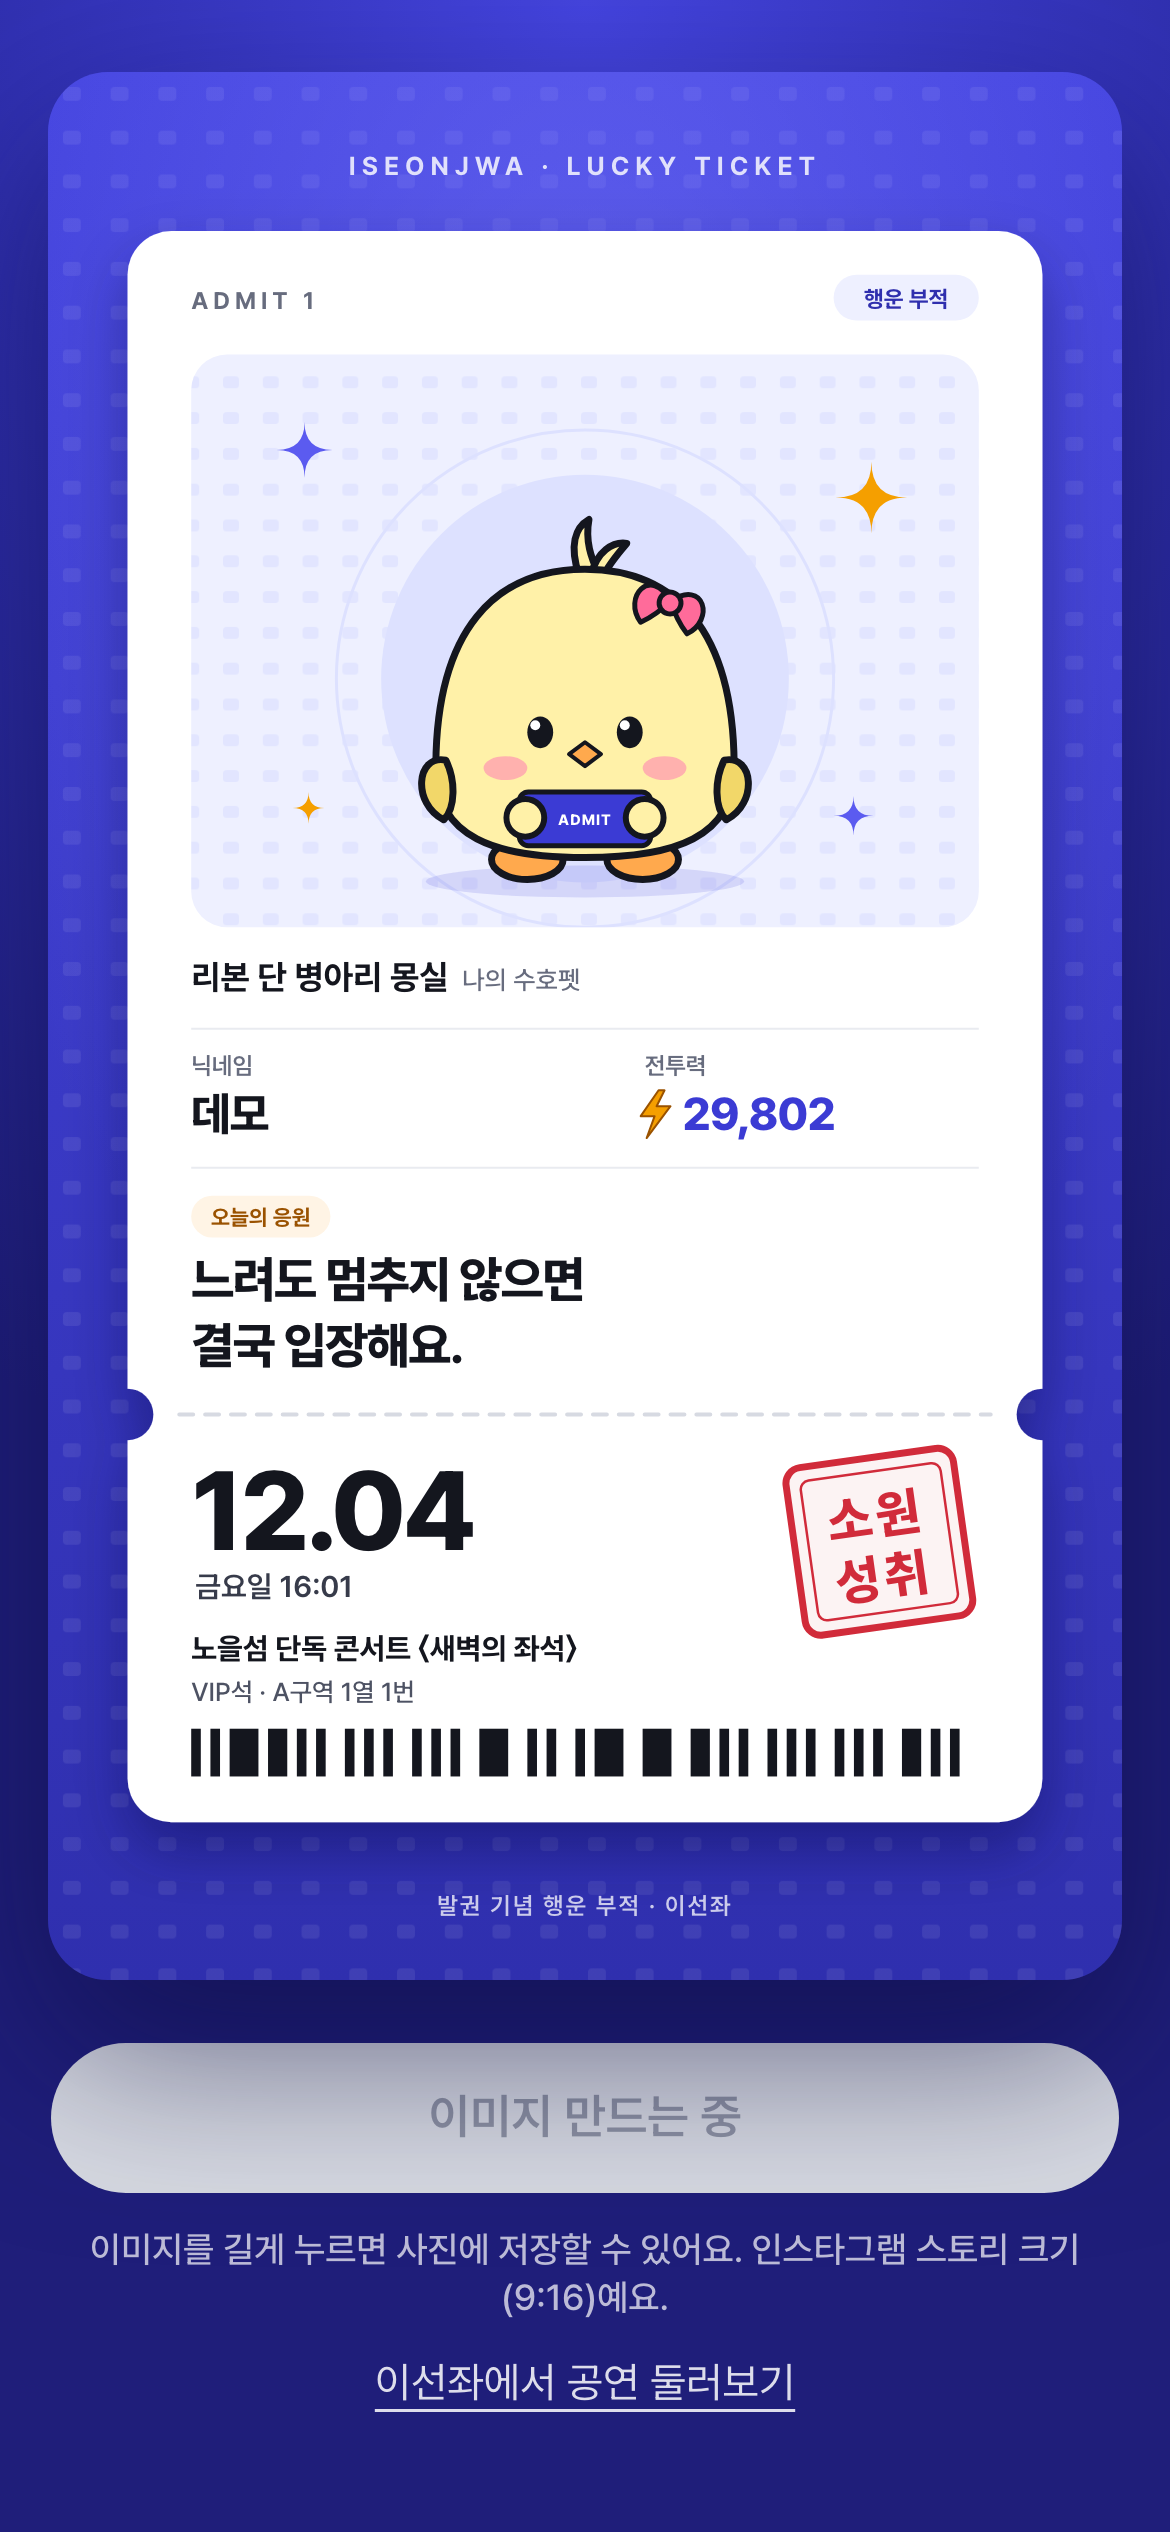 ISEONJWA · LUCKY TICKET
ADMIT 1
행운 부적
ADMIT
리본 단 병아리 몽실 나의 수호펫
닉네임
전투력
데모
29,802
오늘의 응원
느려도 멈추지 않으면
결국 입장해요.
12.04
금요일 16:01
소원
성취
노을섬 단독 콘서트 〈새벽의 좌석〉
VIP석 · A구역 1열 1번
발권 기념 행운 부적 · 이선좌
이미지 만드는 중
이미지를 길게 누르면 사진에 저장할 수 있어요. 인스타그램 스토리 크기
(9:16)예요.
이선좌에서 공연 둘러보기